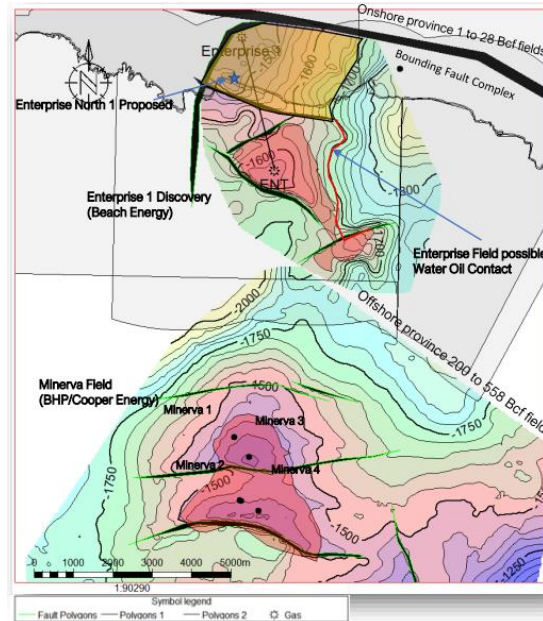 Onshore province 1 to 28 Bcf fields
Bounding Fault Complex
Enterprise
-1500
1600
-1700
N
Enterprise North 1 Proposed
-1600
ENT
-1300
Enterprise 1 Discovery
(Beach Energy)
-1700
Enterprise Field possible
Water Oil Contact
Offshore province 200 to 558 Bcf fields
-2000
-1750
-1500
Minerva Field
(BHP/Cooper Energy)
Minerva 1
Minerva 3
-1750
-1750
Minerva 2
Minerva 4
-1500
-1500
-1250
0 1000 2000 3000 4000 5000m
1:90290
Symbol legend
Fault Polygons
Polygons 1
Polygons 2
Gas